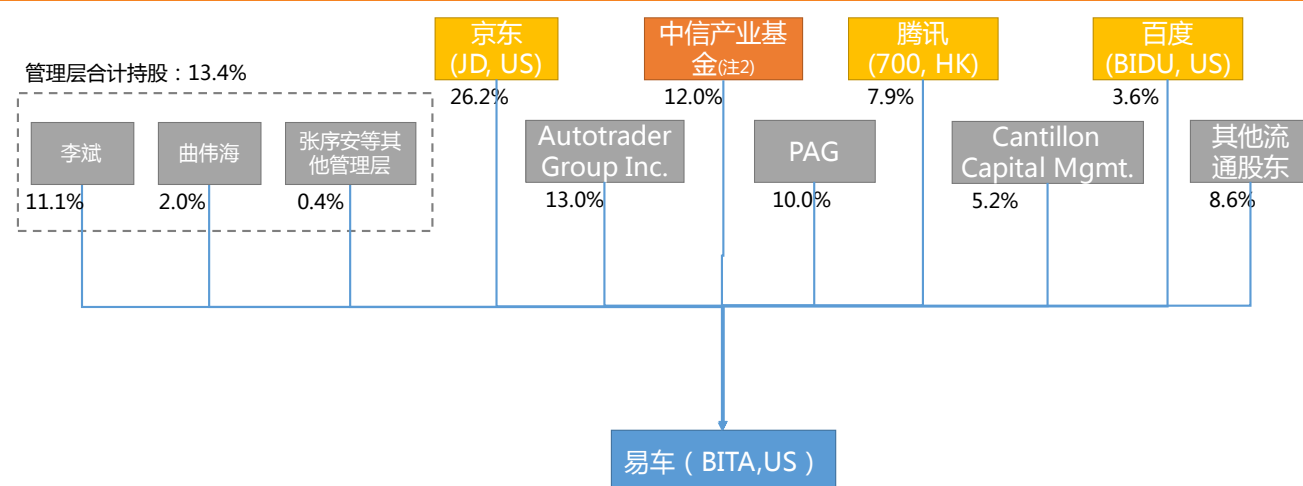 管理层合计持股：13.4%
京东
(JD, US)
26.2%
中信产业基
金(注2)
12.0%
腾讯
(700, HK)
7.9%
百度
(BIDU, US)
3.6%
李斌
11.1%
曲伟海
2.0%
张序安等其
他管理层
0.4%
Autotrader
Group Inc.
13.0%
PAG
10.0%
Cantillon
Capital Mgmt.
5.2%
其他流
通股东
8.6%
易车（BITA,US）